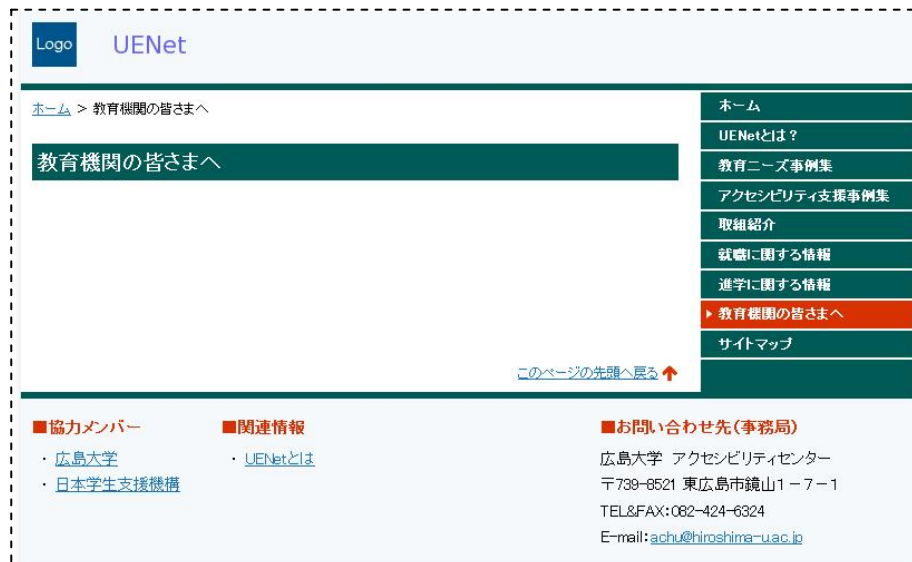 Logo
UENet
ホーム > 教育機関の皆さまへ
教育機関の皆さまへ
このページの先頭へ戻る
ホーム
UENetとは？
教育ニーズ事例集
アクセシビリティ支援事例集
取組紹介
就職に関する情報
進学に関する情報
教育機関の皆さまへ
サイトマップ
■協力メンバー
・広島大学
・日本学生支援機構
■関連情報
・UENetとは
■お問い合わせ先(事務局)
広島大学 アクセシビリティセンター
〒739-8521 東広島市鏡山1－7－1
TEL&FAX:082-424-6324
E-mail:achu@hiroshima-u.ac.jp